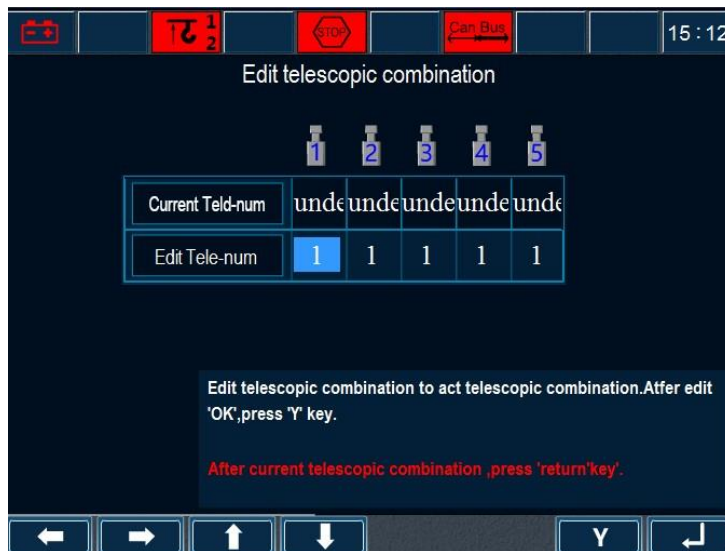 1
2
STOP
Can Bus
15:12
Edit telescopic combination
1 2 3 4 5
Current Teld-num unde unde unde unde unde
Edit Tele-num 1 1 1 1 1
Edit telescopic combination to act telescopic combination.Atfer edit
'OK',press 'Y' key.
After current telescopic combination ,press 'return'key'.
Y